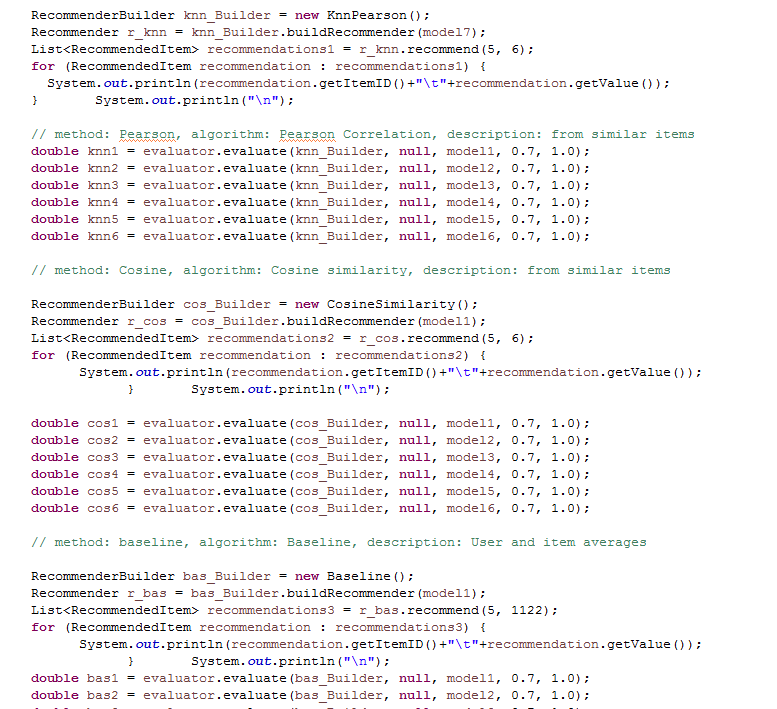 RecommenderBuilder knn_Builder = new KnnPearson();
Recommender r_knn = knn_Builder.buildRecommender(model7);
List<RecommendedItem> recommendations1 = r_knn.recommend(5, 6);
for (RecommendedItem recommendation : recommendations1) {
System.out.println(recommendation.getItemID()+"\t"+recommendation.getValue());
} System.out.println("\n");
// method: Pearson, algorithm: Pearson Correlation, description: from similar items
double knn1 = evaluator.evaluate(knn_Builder, null, model1, 0.7, 1.0);
double knn2 = evaluator.evaluate(knn_Builder, null, model2, 0.7, 1.0);
double knn3 = evaluator.evaluate(knn_Builder, null, model3, 0.7, 1.0);
double knn4 = evaluator.evaluate(knn_Builder, null, model4, 0.7, 1.0);
double knn5 = evaluator.evaluate(knn_Builder, null, model5, 0.7, 1.0);
double knn6 = evaluator.evaluate(knn_Builder, null, model6, 0.7, 1.0);
// method: Cosine, algorithm: Cosine similarity, description: from similar items
RecommenderBuilder cos_Builder = new CosineSimilarity();
Recommender r_cos = cos_Builder.buildRecommender(model1);
List<RecommendedItem> recommendations2 = r_cos.recommend(5, 6);
for (RecommendedItem recommendation : recommendations2) {
System.out.println(recommendation.getItemID()+"\t"+recommendation.getValue());
} System.out.println("\n");
double cos1 = evaluator.evaluate(cos_Builder, null, model1, 0.7, 1.0);
double cos2 = evaluator.evaluate(cos_Builder, null, model2, 0.7, 1.0);
double cos3 = evaluator.evaluate(cos_Builder, null, model3, 0.7, 1.0);
double cos4 = evaluator.evaluate(cos_Builder, null, model4, 0.7, 1.0);
double cos5 = evaluator.evaluate(cos_Builder, null, model5, 0.7, 1.0);
double cos6 = evaluator.evaluate(cos_Builder, null, model6, 0.7, 1.0);
// method: baseline, algorithm: Baseline, description: User and item averages
RecommenderBuilder bas_Builder = new Baseline();
Recommender r_bas = bas_Builder.buildRecommender(model1);
List<RecommendedItem> recommendations3 = r_bas.recommend(5, 1122);
for (RecommendedItem recommendation : recommendations3) {
System.out.println(recommendation.getItemID()+"\t"+recommendation.getValue());
} System.out.println("\n");
double bas1 = evaluator.evaluate(bas_Builder, null, model1, 0.7, 1.0);
double bas2 = evaluator.evaluate(bas_Builder, null, model2, 0.7, 1.0);